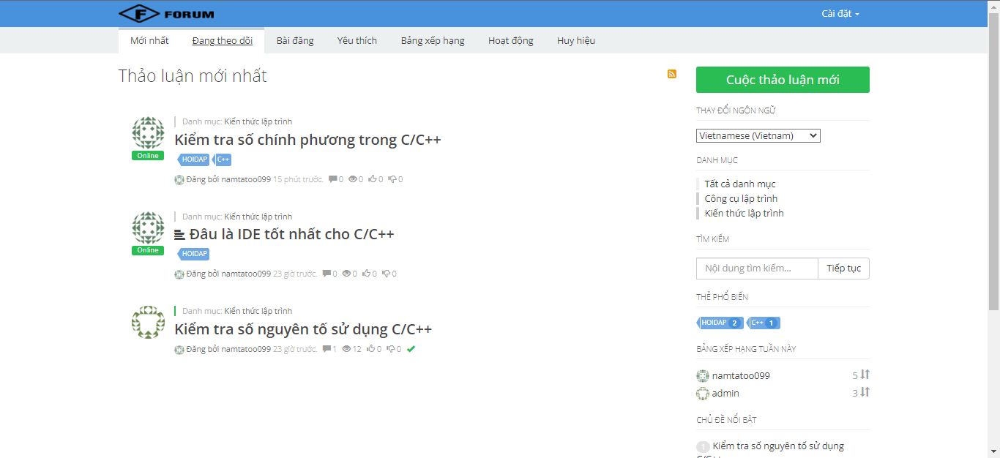 F FORUM
Cài đặt
Mới nhất Đang theo dõi Bài đăng Yêu thích Bảng xếp hạng Hoạt động Huy hiệu
Thảo luận mới nhất
Danh mục: Kiến thức lập trình
Kiểm tra số chính phương trong C/C++
Online
HOIDAP C++
Đăng bởi namtatoo099 15 phút trước. 0 0 0 0
Danh mục: Kiến thức lập trình
Đâu là IDE tốt nhất cho C/C++
Online
HOIDAP
Đăng bởi namtatoo099 23 giờ trước. 0 0 0 0
Danh mục: Kiến thức lập trình
Kiểm tra số nguyên tố sử dụng C/C++
Đăng bởi namtatoo099 23 giờ trước. 1 12 0 0
Cuộc thảo luận mới
THAY ĐỔI NGÔN NGỮ
Vietnamese (Vietnam)
DANH MỤC
Tất cả danh mục
Công cụ lập trình
Kiến thức lập trình
TÌM KIẾM
Nội dung tìm kiếm... Tiếp tục
THẺ PHỔ BIẾN
HOIDAP 2 C++ 1
BẢNG XẾP HẠNG TUẦN NÀY
namtatoo099 5
admin 3
CHỦ ĐỀ NỔI BẬT
1 Kiểm tra số nguyên tố sử dụng